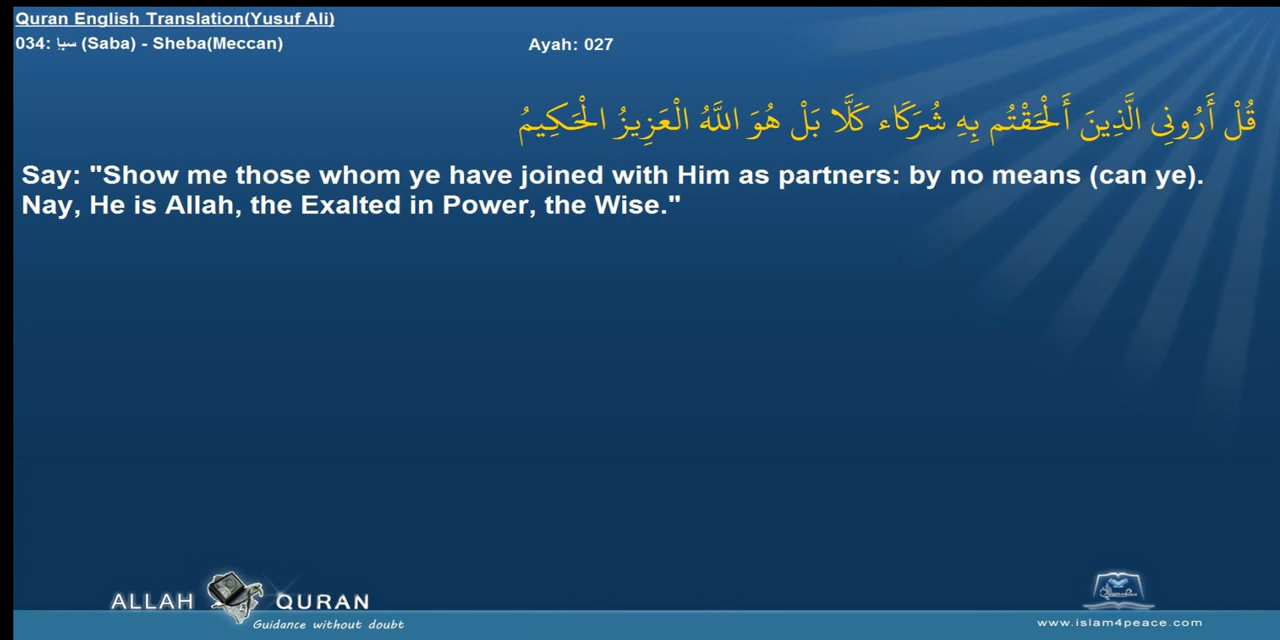 Quran English Translation(Yusuf Ali)
034: سبإ (Saba) - Sheba(Meccan) Ayah: 027
قُلْ أَرُونِي الَّذِينَ أَلْحَقْتُم بِهِ شُرَكَاء كَلَّا بَلْ هُوَ اللَّهُ الْعَزِيزُ الْحَكِيمُ
Say: "Show me those whom ye have joined with Him as partners: by no means (can ye).
Nay, He is Allah, the Exalted in Power, the Wise."
ALLAH QURAN
Guidance without doubt
www.islam4peace.com